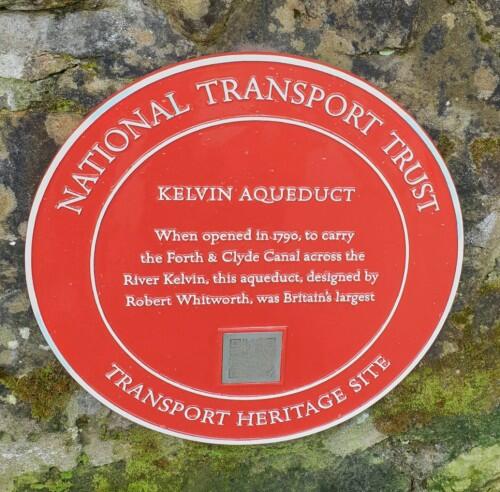 NATIONAL TRANSPORT TRUST
KELVIN AQUEDUCT
When opened in 1790, to carry
the Forth & Clyde Canal across the
River Kelvin, this aqueduct, designed by
Robert Whitworth, was Britain's largest
TRANSPORT HERITAGE SITE